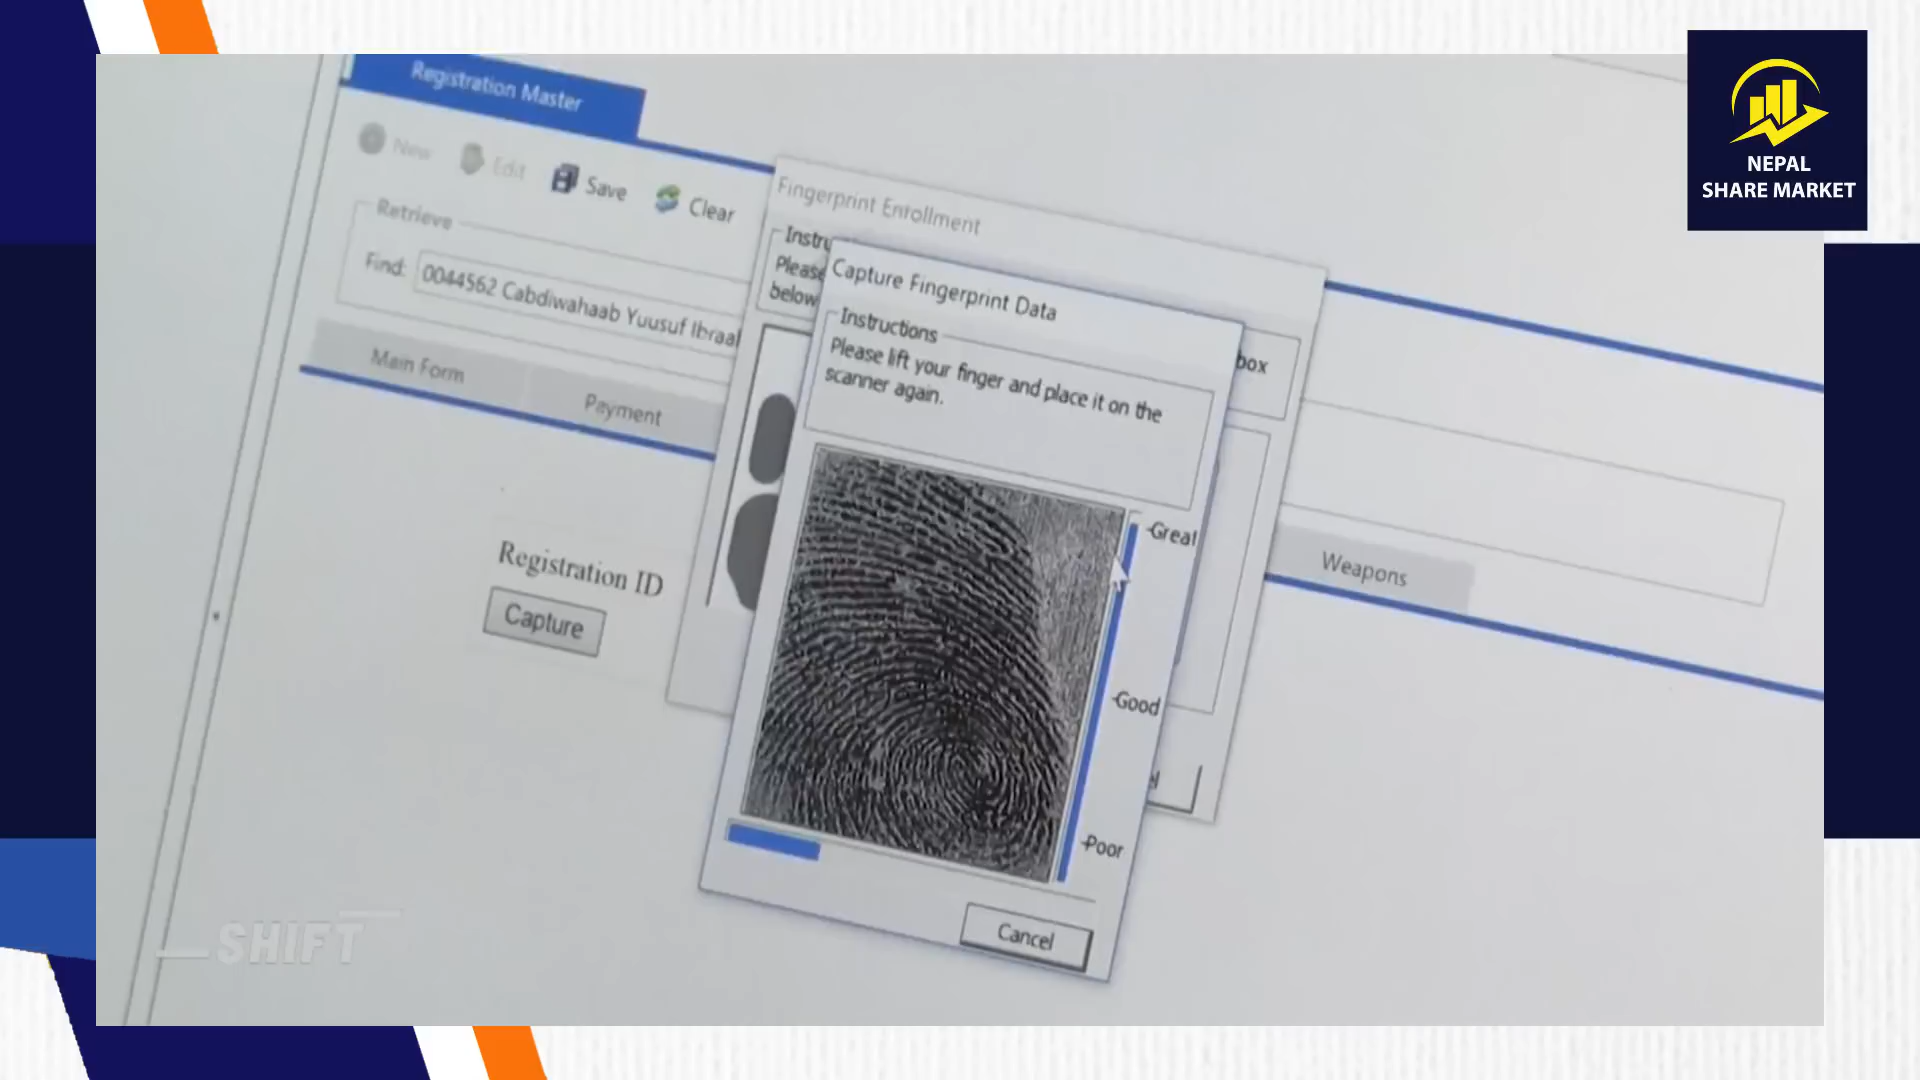 NEPAL
SHARE MARKET
Registration Master
New
Edit
Save
Clear
Retrieve
Find:
0044562 Cabdiwahaab Yuusuf
Main Form
Payment
Weapons
Registration ID
Capture
Fingerprint Enrollment
Please
below
box
Capture Fingerprint Data
Instructions
Please lift your finger and place it on the
scanner again.
Great
Good
Poor
Cancel
SHIFT